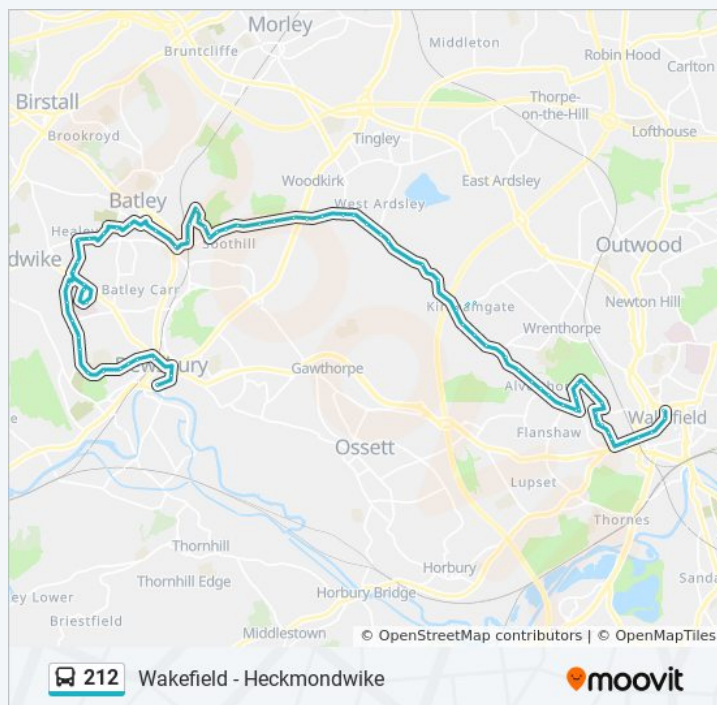 Morley
Middleton
Bruntcliffe
Robin Hood
Carlton
Birstall
Thorpe-
on-the-Hill
Brookroyd
Lofthouse
Tingley
Woodkirk
East Ardsley
Batley
West Ardsley
Healey
Outwood
Soothill
dwike
Batley Carr
Newton Hill
Kirkhamgate
Wrenthorpe
Dewsbury
Gawthorpe
Alverthorpe
Wakefield
Flanshaw
Ossett
Lupset
Thornes
Thornhill
Horbury
Thornhill Edge
Sanda
ey Lower
Horbury Bridge
Briestfield
Middlestown
© OpenStreetMap contributors | © OpenMapTiles
212 Wakefield - Heckmondwike
moovit